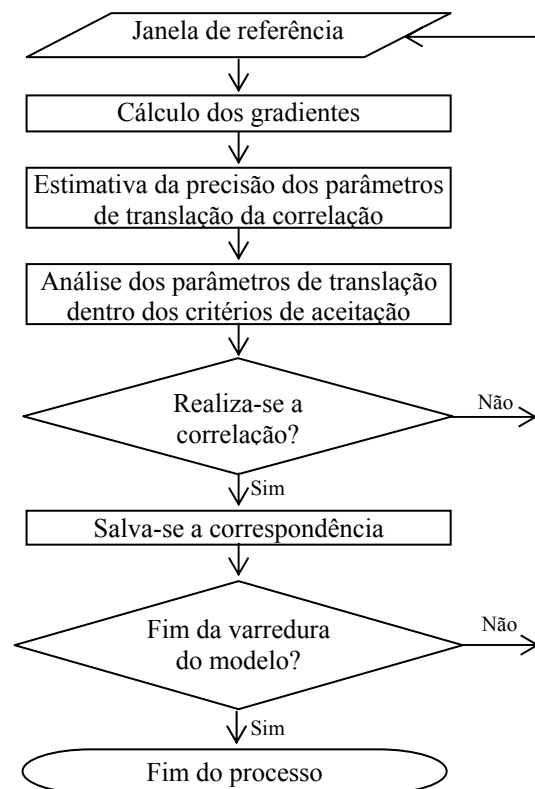 Janela de referência
Cálculo dos gradientes
Estimativa da precisão dos parâmetros
de translação da correlação
Análise dos parâmetros de translação
dentro dos critérios de aceitação
Realiza-se a
correlação?
Não
Sim
Salva-se a correspondência
Fim da varredura
do modelo?
Não
Sim
Fim do processo